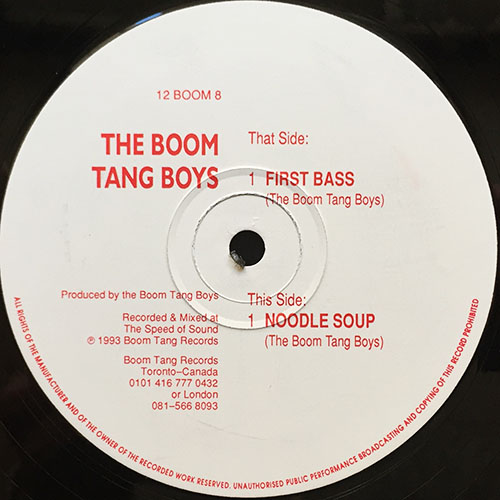 12 BOOM 8
THE BOOM
TANG BOYS
That Side:
1 FIRST BASS
(The Boom Tang Boys)
Produced by the Boom Tang Boys
Recorded & Mixed at
The Speed of Sound
℗ 1993 Boom Tang Records
Boom Tang Records
Toronto–Canada
0101 416 777 0432
or London
081–566 8093
This Side:
1 NOODLE SOUP
(The Boom Tang Boys)
ALL RIGHTS OF THE MANUFACTURER AND OF THE OWNER OF THE RECORDED WORK RESERVED. UNAUTHORISED PUBLIC PERFORMANCE BROADCASTING AND COPYING OF THIS RECORD PROHIBITED